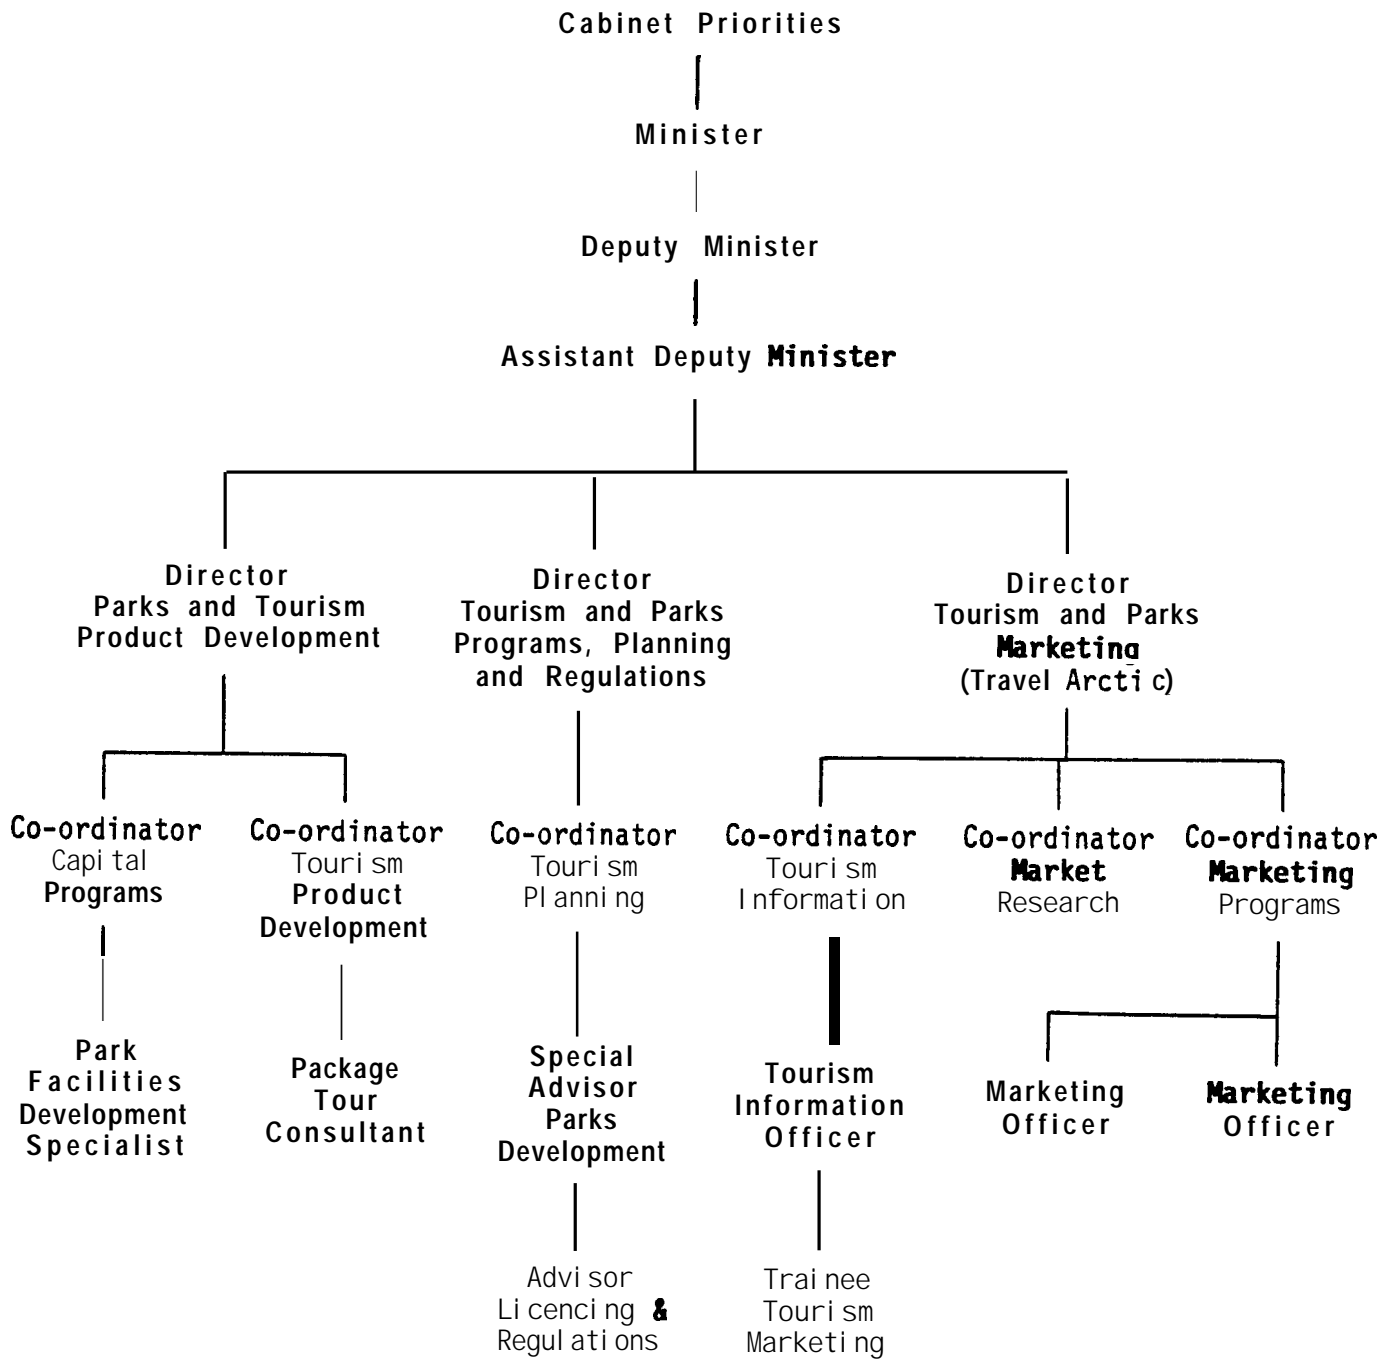 Cabinet Priorities
Minister
Deputy Minister
Assistant Deputy Minister
Director
Parks and Tourism
Product Development
Director
Tourism and Parks
Programs, Planning
and Regulations
Director
Tourism and Parks
Marketing
(Travel Arctic)
Co-ordinator
Capital
Programs
Co-ordinator
Tourism
Product
Development
Co-ordinator
Tourism
Planning
Co-ordinator
Tourism
Information
Co-ordinator
Market
Research
Co-ordinator
Marketing
Programs
Park
Facilities
Development
Specialist
Package
Tour
Consultant
Special
Advisor
Parks
Development
Tourism
Information
Officer
Marketing
Officer
Marketing
Officer
Advisor
Licencing &
Regulations
Trainee
Tourism
Marketing